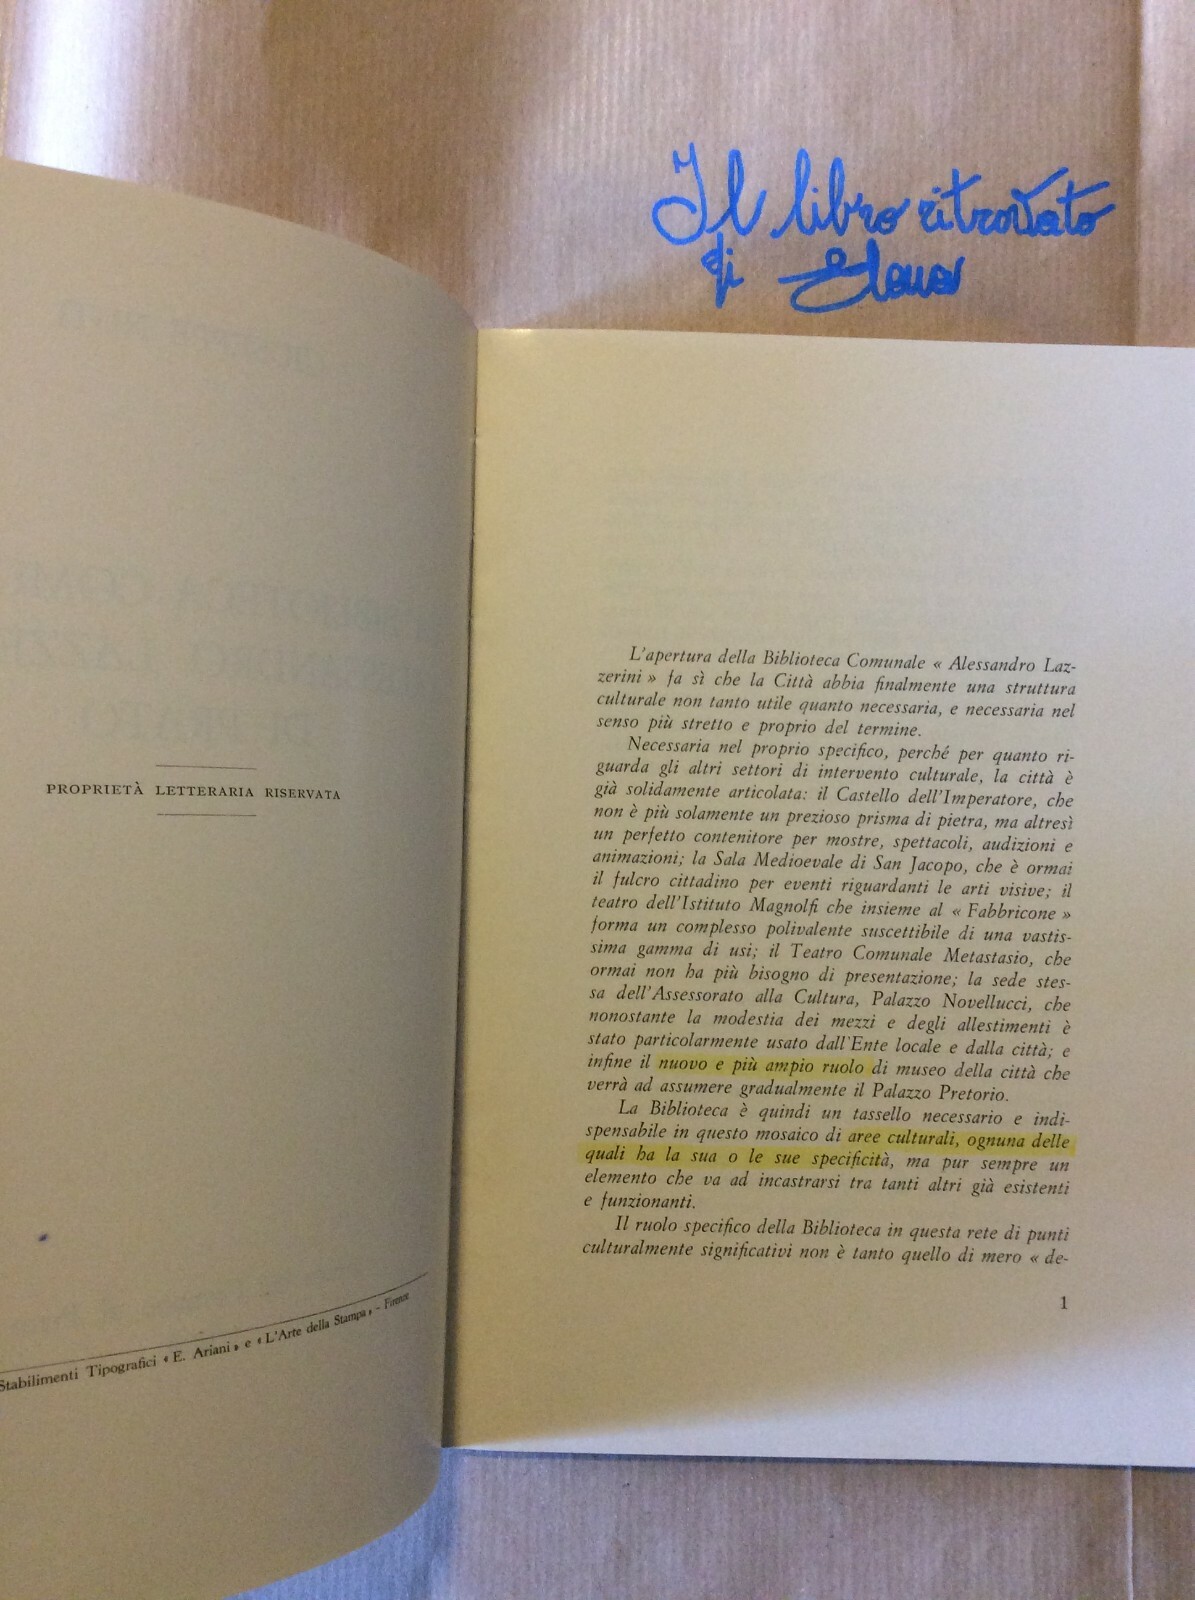 Il libro ritrovato
di Elena
PROPRIETÀ LETTERARIA RISERVATA
Stabilimenti Tipografici « E. Ariani » e « L'Arte della Stampa » - Firenze
L'apertura della Biblioteca Comunale « Alessandro Laz-
zerini » fa sì che la Città abbia finalmente una struttura
culturale non tanto utile quanto necessaria, e necessaria nel
senso più stretto e proprio del termine.
Necessaria nel proprio specifico, perché per quanto ri-
guarda gli altri settori di intervento culturale, la città è
già solidamente articolata: il Castello dell'Imperatore, che
non è più solamente un prezioso prisma di pietra, ma altresì
un perfetto contenitore per mostre, spettacoli, audizioni e
animazioni; la Sala Medioevale di San Jacopo, che è ormai
il fulcro cittadino per eventi riguardanti le arti visive; il
teatro dell'Istituto Magnolfi che insieme al « Fabbricone »
forma un complesso polivalente suscettibile di una vastis-
sima gamma di usi; il Teatro Comunale Metastasio, che
ormai non ha più bisogno di presentazione; la sede stes-
sa dell'Assessorato alla Cultura, Palazzo Novellucci, che
nonostante la modestia dei mezzi e degli allestimenti è
stato particolarmente usato dall'Ente locale e dalla città; e
infine il nuovo e più ampio ruolo di museo della città che
verrà ad assumere gradualmente il Palazzo Pretorio.
La Biblioteca è quindi un tassello necessario e indi-
spensabile in questo mosaico di aree culturali, ognuna delle
quali ha la sua o le sue specificità, ma pur sempre un
elemento che va ad incastrarsi tra tanti altri già esistenti
e funzionanti.
Il ruolo specifico della Biblioteca in questa rete di punti
culturalmente significativi non è tanto quello di mero « de-
1